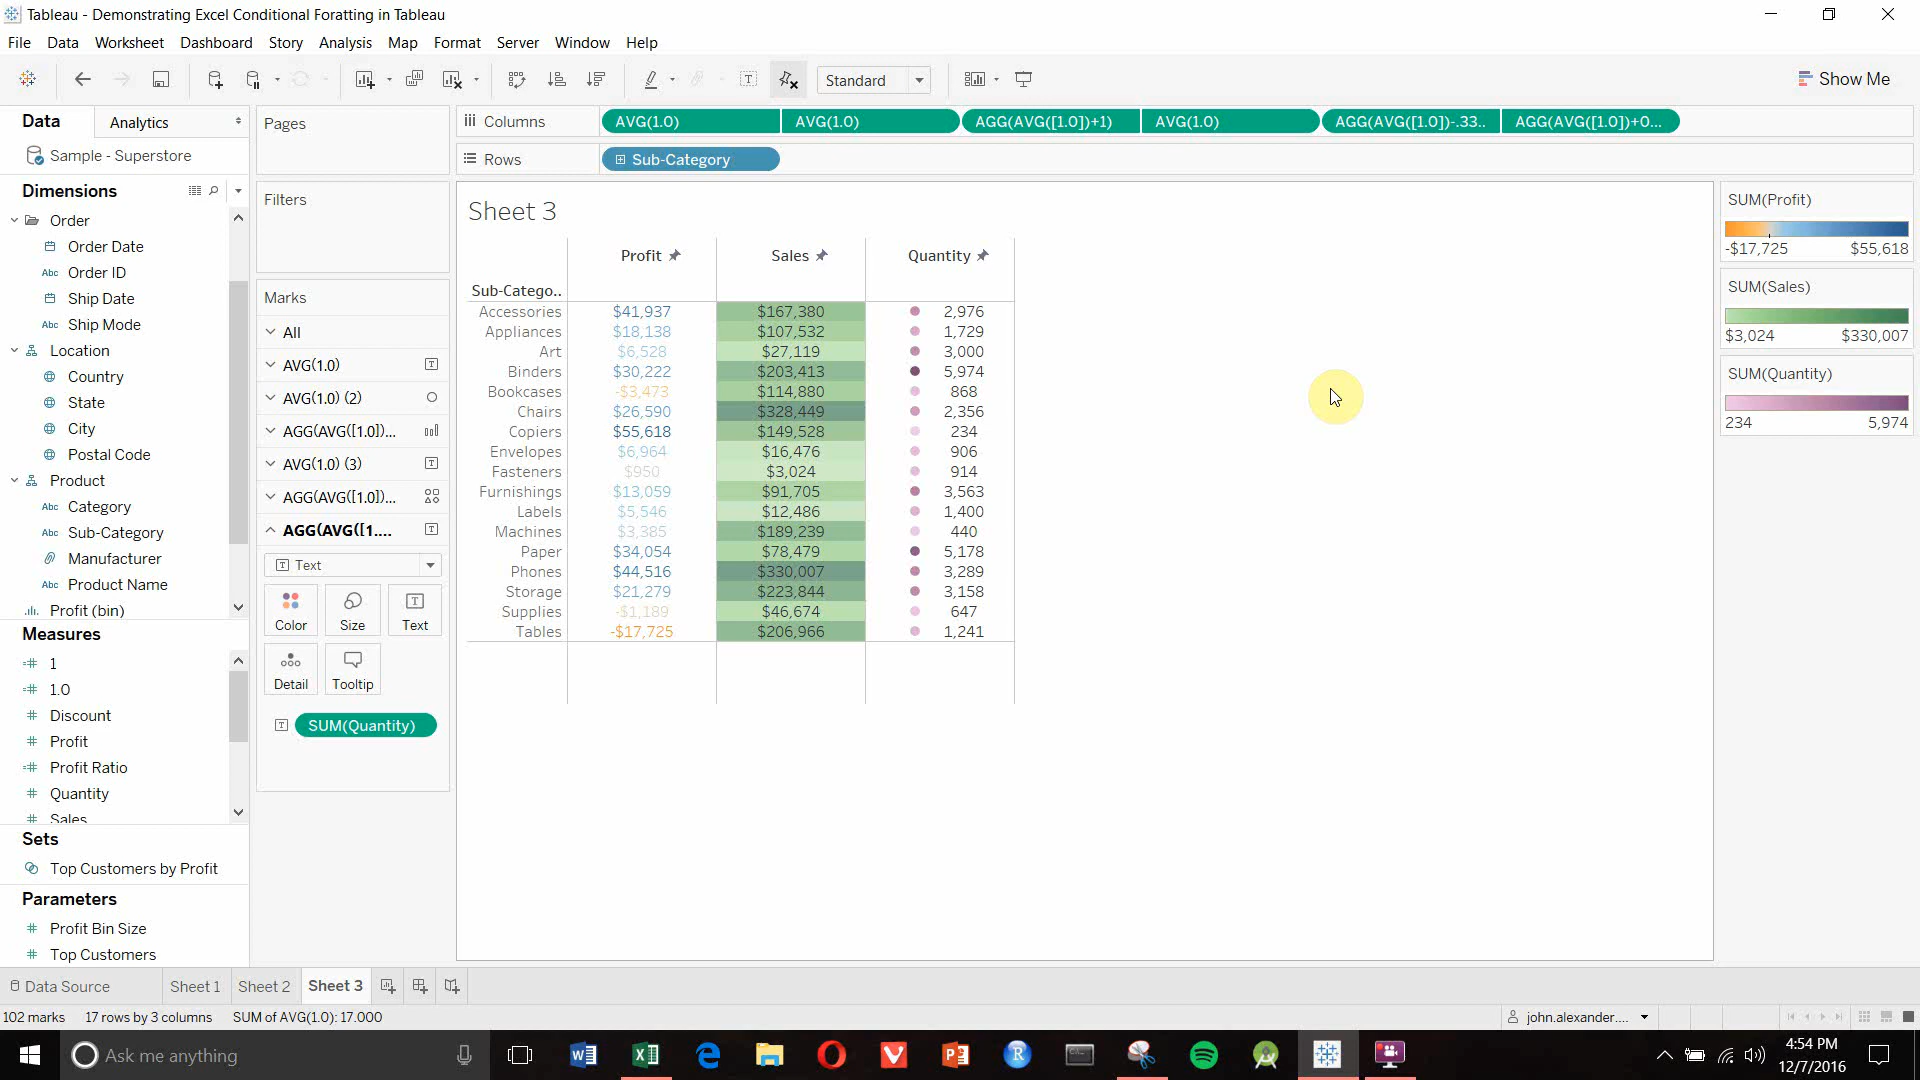 Tableau - Demonstrating Excel Conditional Foratting in Tableau
File Data Worksheet Dashboard Story Analysis Map Format Server Window Help
Standard
Show Me
Data
Analytics
Sample - Superstore
Dimensions
Order
Order Date
Abc Order ID
Ship Date
Abc Ship Mode
Location
Country
State
City
Postal Code
Product
Abc Category
Abc Sub-Category
Manufacturer
Abc Product Name
Profit (bin)
Measures
1
1.0
Discount
Profit
Profit Ratio
Quantity
Sales
Sets
Top Customers by Profit
Parameters
Profit Bin Size
Top Customers
Pages
Filters
Marks
All
AVG(1.0)
AVG(1.0) (2)
AGG(AVG([1.0])...
AVG(1.0) (3)
AGG(AVG([1.0])...
AGG(AVG([1....
Text
Color Size Text
Detail Tooltip
SUM(Quantity)
Columns AVG(1.0) AVG(1.0) AGG(AVG([1.0])+1) AVG(1.0) AGG(AVG([1.0])-.33.. AGG(AVG([1.0])+0...
Rows Sub-Category
Sheet 3
Profit Sales Quantity
Sub-Catego..
Accessories $41,937 $167,380 2,976
Appliances $18,138 $107,532 1,729
Art $6,528 $27,119 3,000
Binders $30,222 $203,413 5,974
Bookcases -$3,473 $114,880 868
Chairs $26,590 $328,449 2,356
Copiers $55,618 $149,528 234
Envelopes $6,964 $16,476 906
Fasteners $950 $3,024 914
Furnishings $13,059 $91,705 3,563
Labels $5,546 $12,486 1,400
Machines $3,385 $189,239 440
Paper $34,054 $78,479 5,178
Phones $44,516 $330,007 3,289
Storage $21,279 $223,844 3,158
Supplies -$1,189 $46,674 647
Tables -$17,725 $206,966 1,241
SUM(Profit)
-$17,725 $55,618
SUM(Sales)
$3,024 $330,007
SUM(Quantity)
234 5,974
Data Source Sheet 1 Sheet 2 Sheet 3
102 marks 17 rows by 3 columns SUM of AVG(1.0): 17.000
john.alexander....
Ask me anything
4:54 PM
12/7/2016